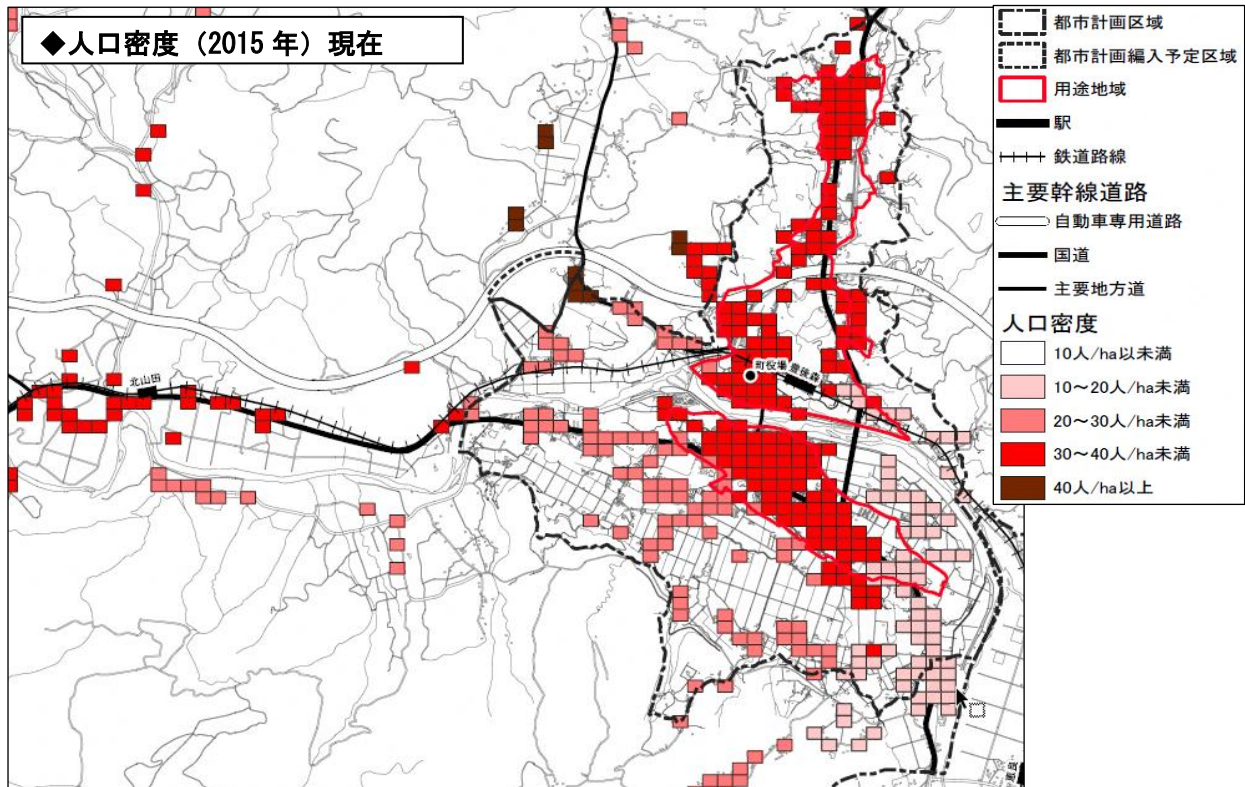 ◆人口密度（2015年）現在
都市計画区域
都市計画編入予定区域
用途地域
駅
鉄道路線
主要幹線道路
自動車専用道路
国道
主要地方道
人口密度
10人/ha以未満
10～20人/ha未満
20～30人/ha未満
30～40人/ha未満
40人/ha以上
北山田
町役場
豊後森